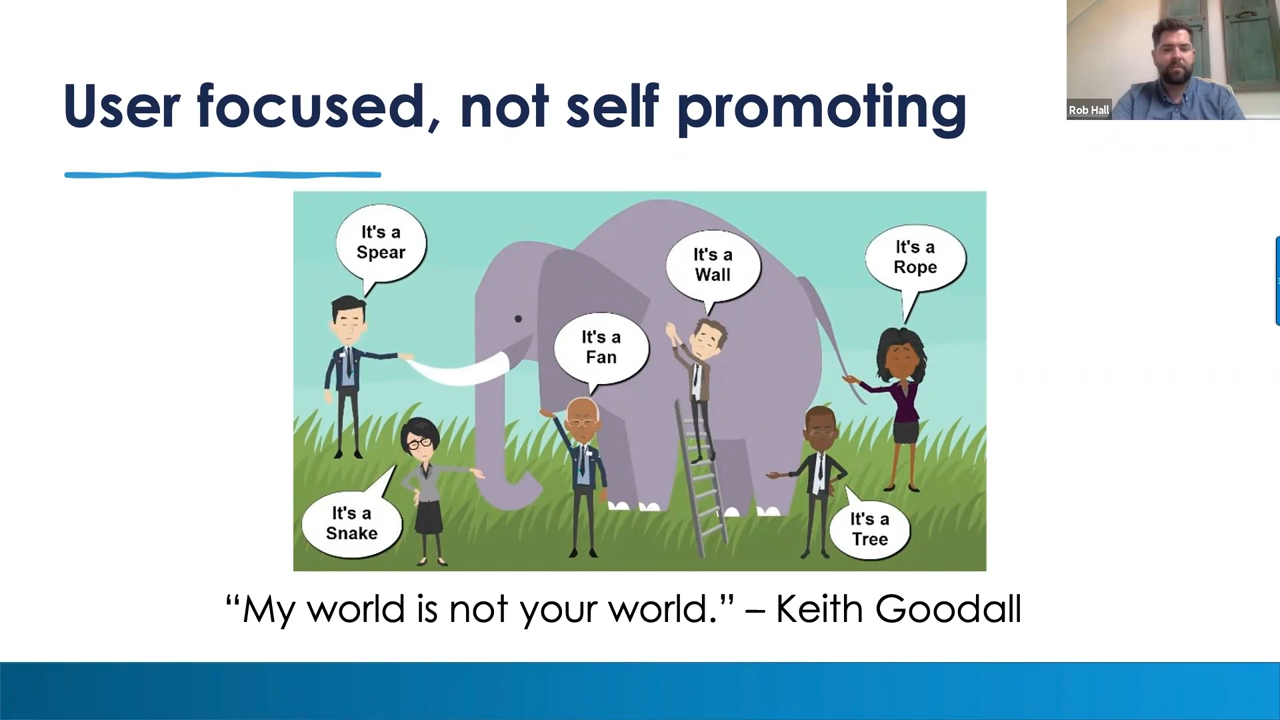 User focused, not self promoting
Rob Hall
It's a
Spear
It's a
Wall
It's a
Rope
It's a
Fan
It's a
Snake
It's a
Tree
“My world is not your world.” – Keith Goodall